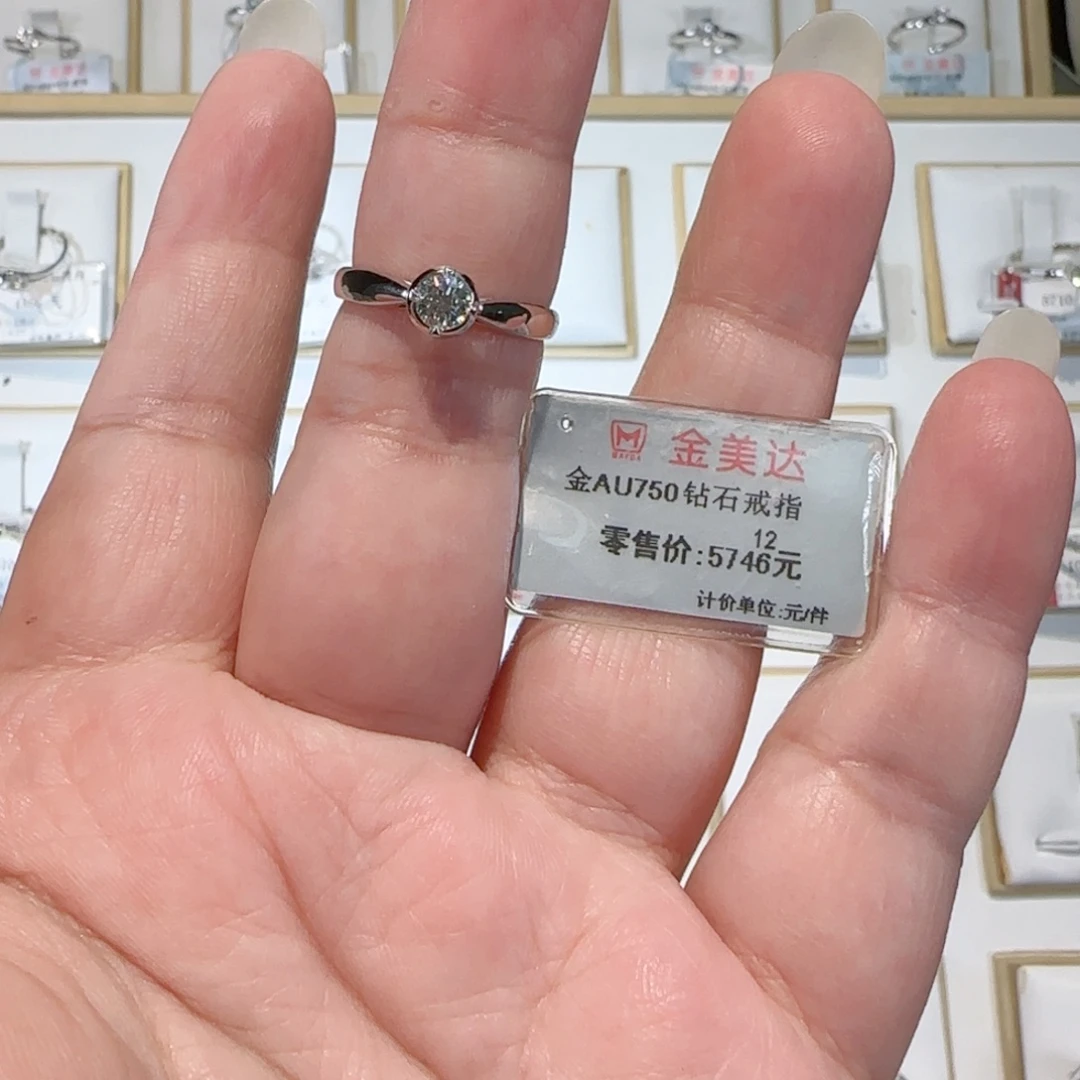 M 金美达
MAYDA
金AU750钻石戒指
12
零售价:5746元
计价单位:元/件